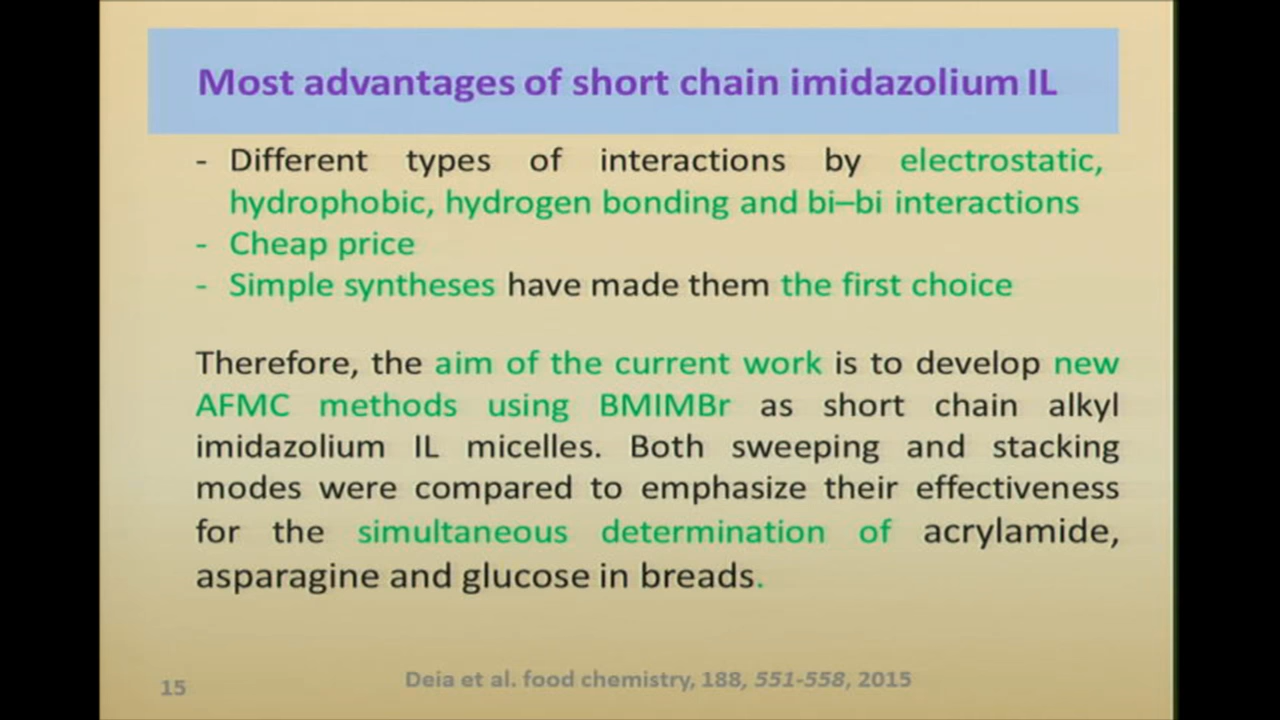 Most advantages of short chain imidazolium IL
- Different types of interactions by electrostatic,
hydrophobic, hydrogen bonding and bi–bi interactions
- Cheap price
- Simple syntheses have made them the first choice
Therefore, the aim of the current work is to develop new
AFMC methods using BMIMBr as short chain alkyl
imidazolium IL micelles. Both sweeping and stacking
modes were compared to emphasize their effectiveness
for the simultaneous determination of acrylamide,
asparagine and glucose in breads.
15
Deia et al. food chemistry, 188, 551-558, 2015